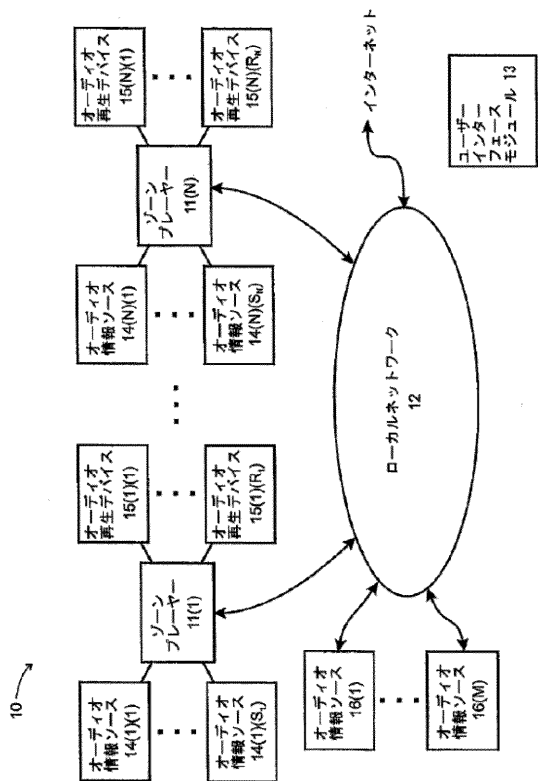 10
オーディオ
情報ソース
14(1)(1)
オーディオ
情報ソース
14(1)(S₁)
ゾーン
プレーヤー
11(1)
オーディオ
再生デバイス
15(1)(1)
オーディオ
再生デバイス
15(1)(R₁)
オーディオ
情報ソース
14(N)(1)
オーディオ
情報ソース
14(N)(S_N)
ゾーン
プレーヤー
11(N)
オーディオ
再生デバイス
15(N)(1)
オーディオ
再生デバイス
15(N)(R_N)
オーディオ
情報ソース
16(1)
オーディオ
情報ソース
16(M)
ローカルネットワーク
12
インターネット
ユーザー
インター
フェース
モジュール 13